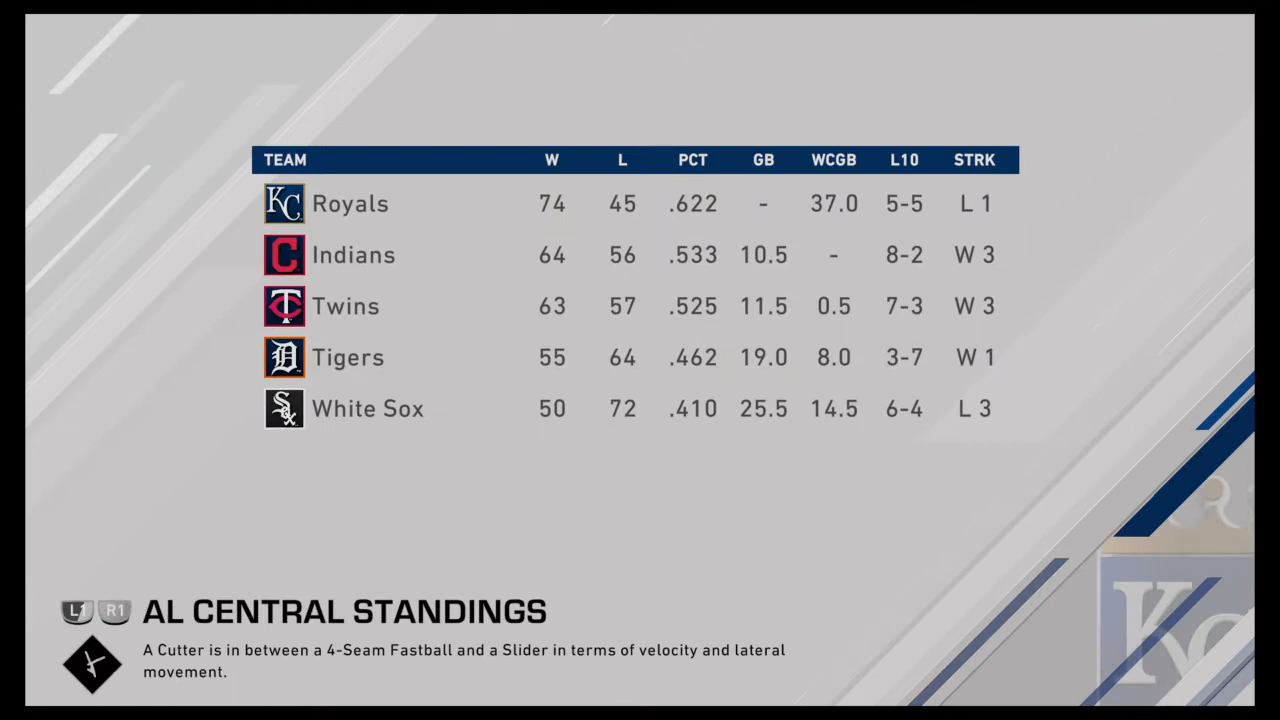 TEAM W L PCT GB WCGB L10 STRK
KC Royals 74 45 .622 - 37.0 5-5 L 1
C Indians 64 56 .533 10.5 - 8-2 W 3
TC Twins 63 57 .525 11.5 0.5 7-3 W 3
D Tigers 55 64 .462 19.0 8.0 3-7 W 1
Sox White Sox 50 72 .410 25.5 14.5 6-4 L 3
L1 R1 AL CENTRAL STANDINGS
A Cutter is in between a 4-Seam Fastball and a Slider in terms of velocity and lateral
movement.
R
KC